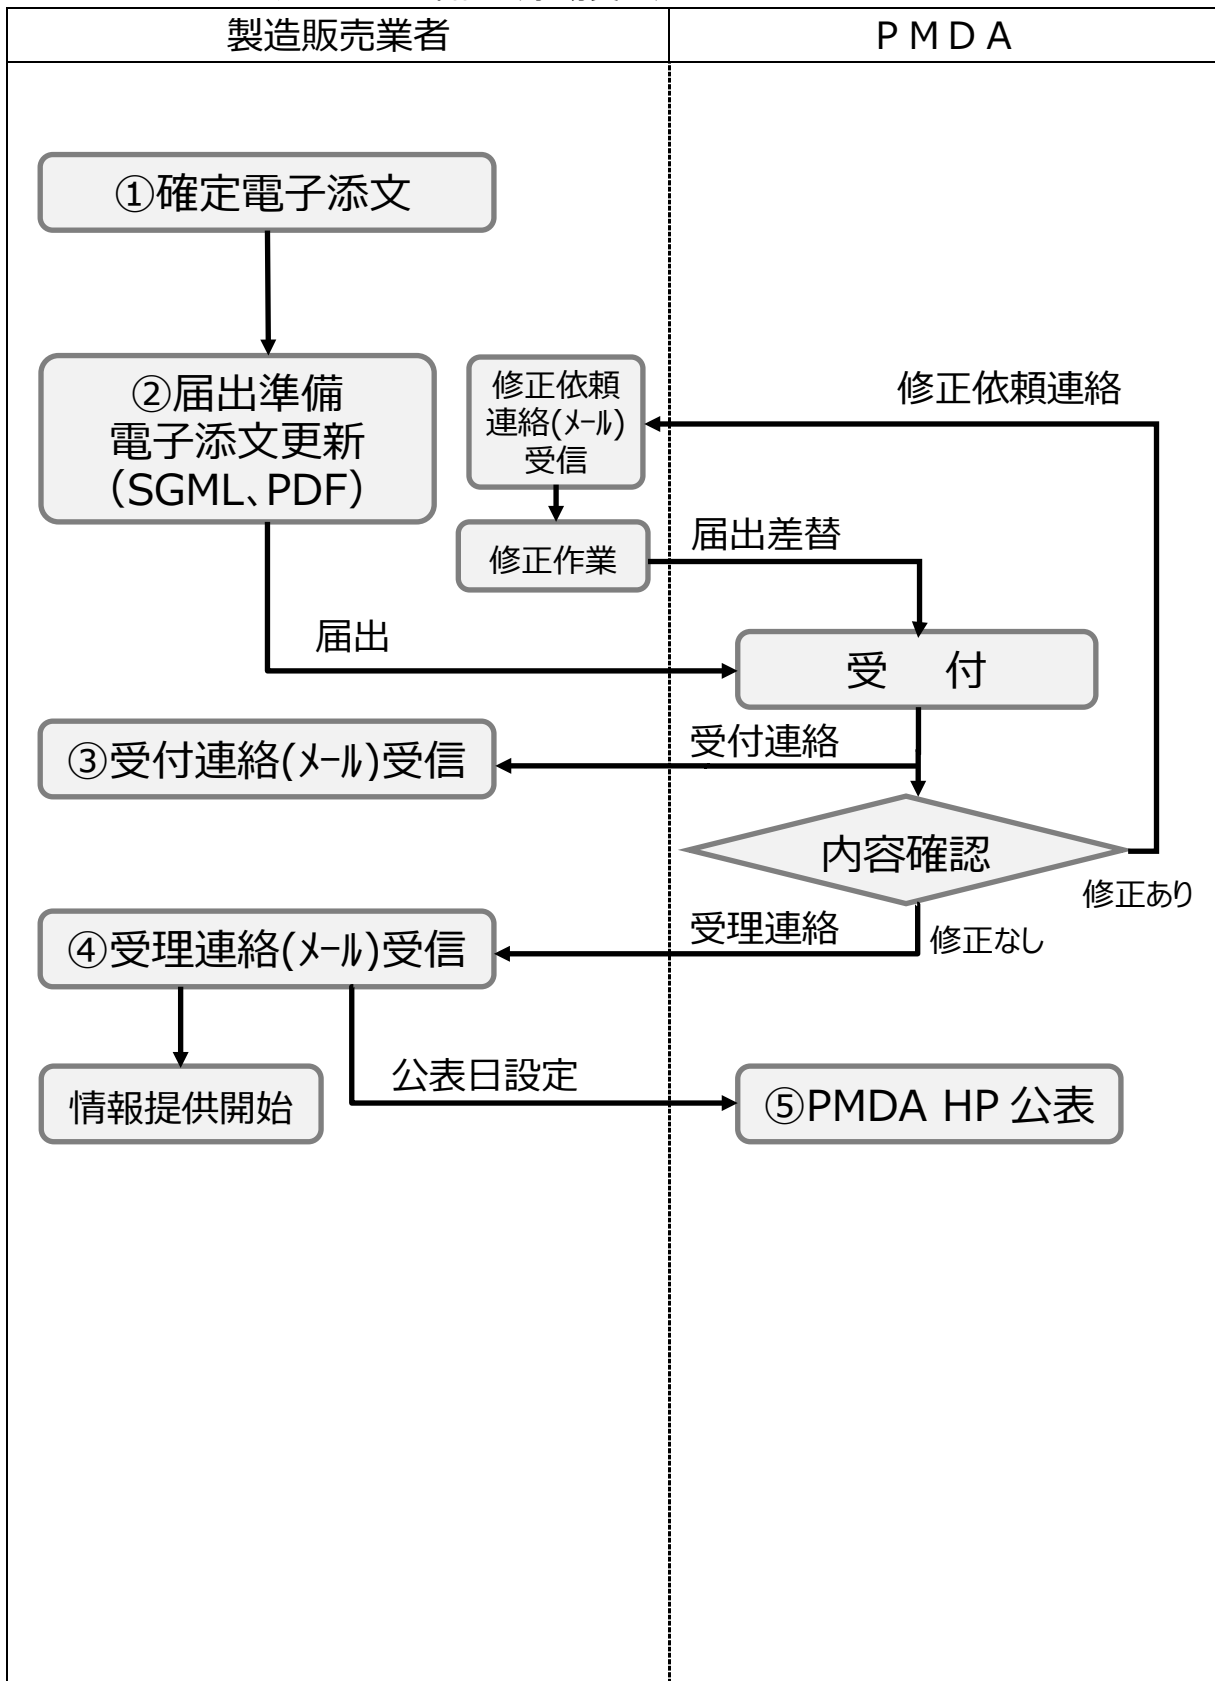 製造販売業者
ＰＭＤＡ
①確定電子添文
②届出準備
電子添文更新
（SGML、PDF）
修正依頼
連絡(ﾒｰﾙ)
受信
修正依頼連絡
修正作業
届出差替
届出
受　付
受付連絡
③受付連絡(ﾒｰﾙ)受信
内容確認
修正あり
受理連絡
修正なし
④受理連絡(ﾒｰﾙ)受信
公表日設定
情報提供開始
⑤PMDA HP 公表